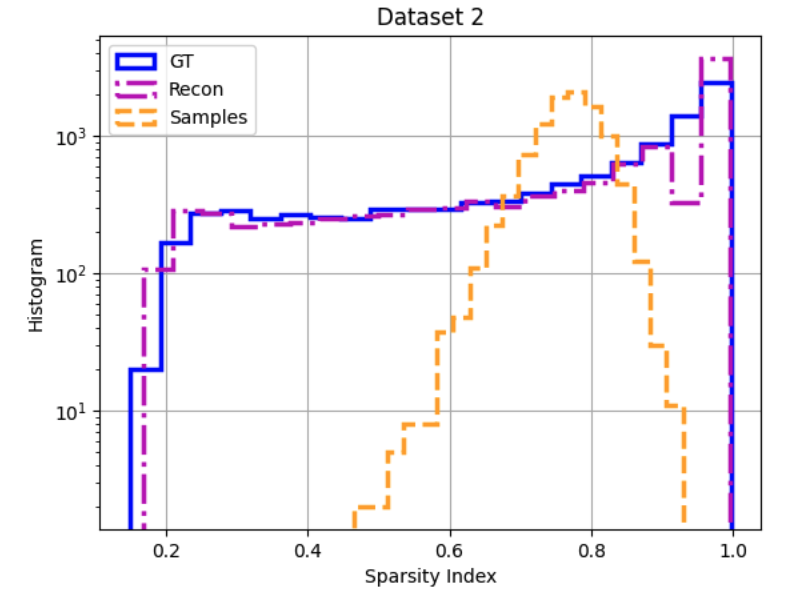 Dataset 2
GT
Recon
Samples
10³
10²
10¹
Histogram
0.2 0.4 0.6 0.8 1.0
Sparsity Index